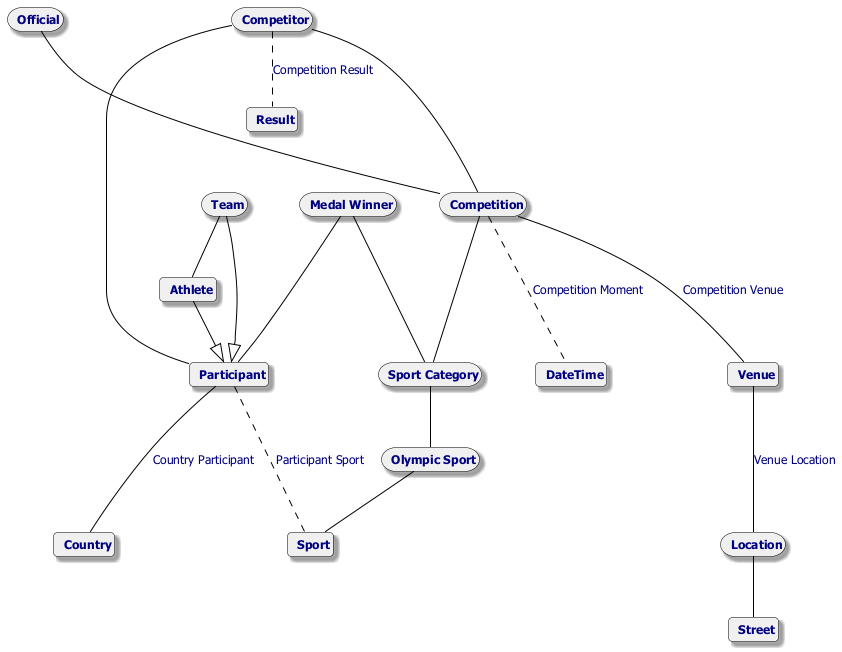 Official
Competitor
Competition Result
Result
Team
Medal Winner
Competition
Athlete
Competition Moment
Competition Venue
Participant
Sport Category
DateTime
Venue
Country Participant
Participant Sport
Olympic Sport
Venue Location
Country
Sport
Location
Street